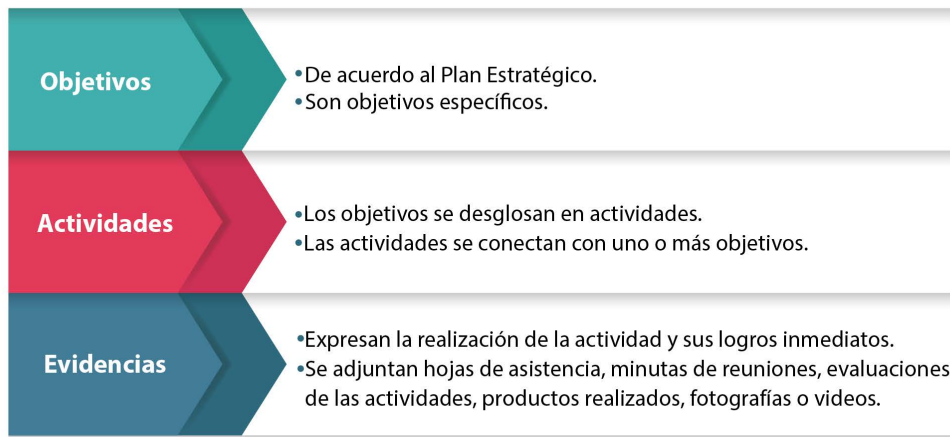 Objetivos
•De acuerdo al Plan Estratégico.
•Son objetivos específicos.
Actividades
•Los objetivos se desglosan en actividades.
•Las actividades se conectan con uno o más objetivos.
Evidencias
•Expresan la realización de la actividad y sus logros inmediatos.
•Se adjuntan hojas de asistencia, minutas de reuniones, evaluaciones
de las actividades, productos realizados, fotografías o videos.